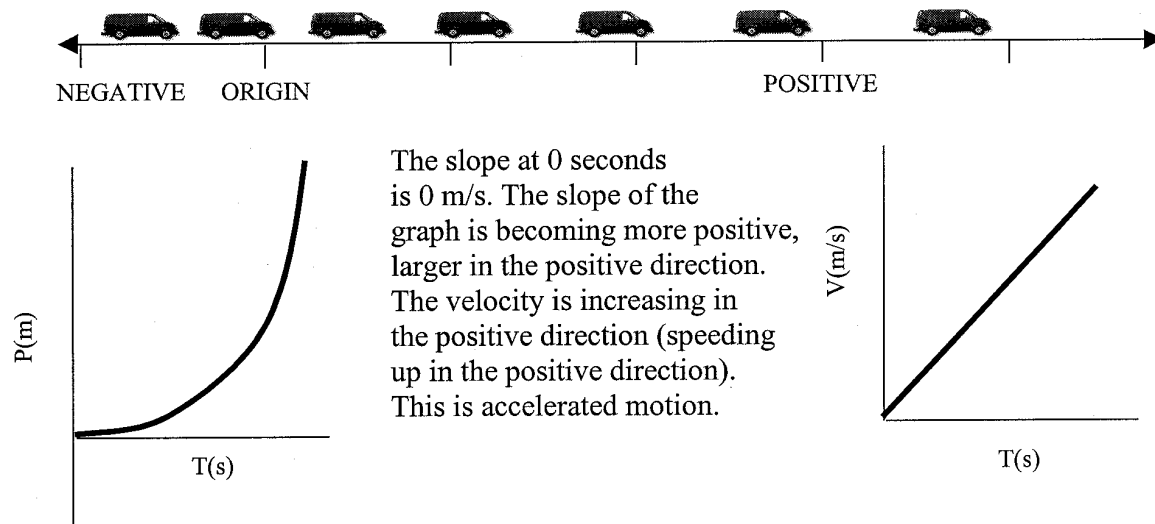 NEGATIVE ORIGIN POSITIVE
The slope at 0 seconds
is 0 m/s. The slope of the
graph is becoming more positive,
larger in the positive direction.
The velocity is increasing in
the positive direction (speeding
up in the positive direction).
This is accelerated motion.
P(m)
T(s)
V(m/s)
T(s)